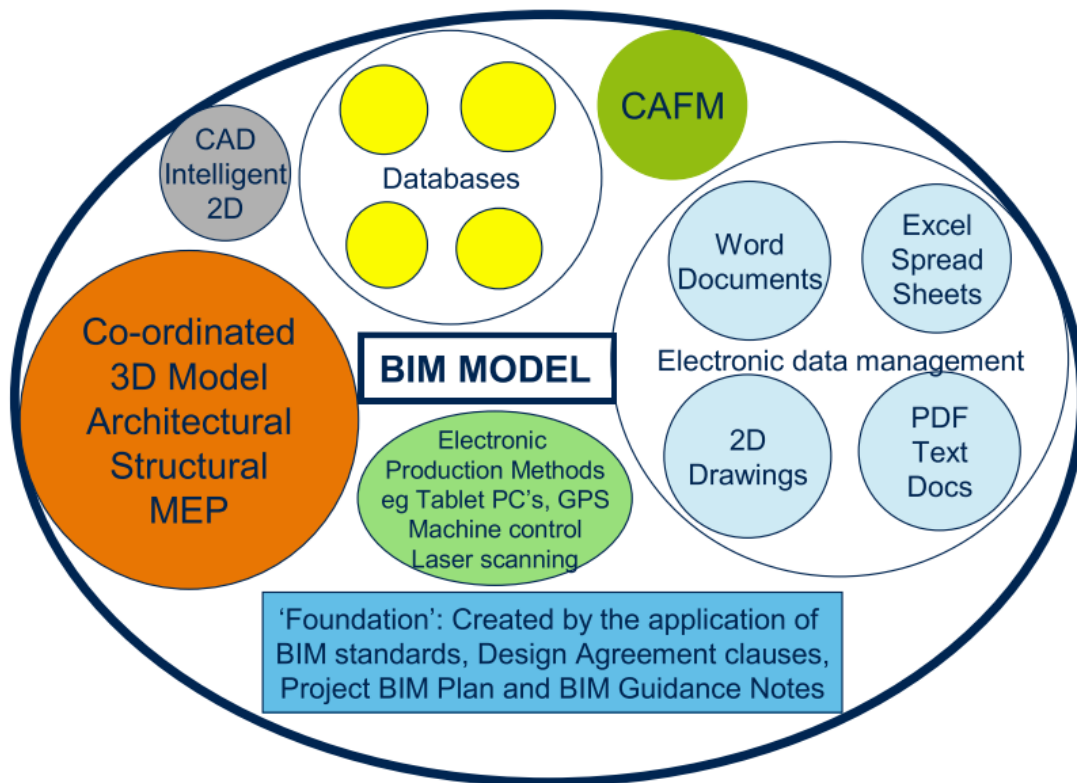 CAD
Intelligent
2D
Databases
CAFM
Word
Documents
Excel
Spread
Sheets
Electronic data management
2D
Drawings
PDF
Text
Docs
Co-ordinated
3D Model
Architectural
Structural
MEP
BIM MODEL
Electronic
Production Methods
eg Tablet PC's, GPS
Machine control
Laser scanning
‘Foundation’: Created by the application of
BIM standards, Design Agreement clauses,
Project BIM Plan and BIM Guidance Notes